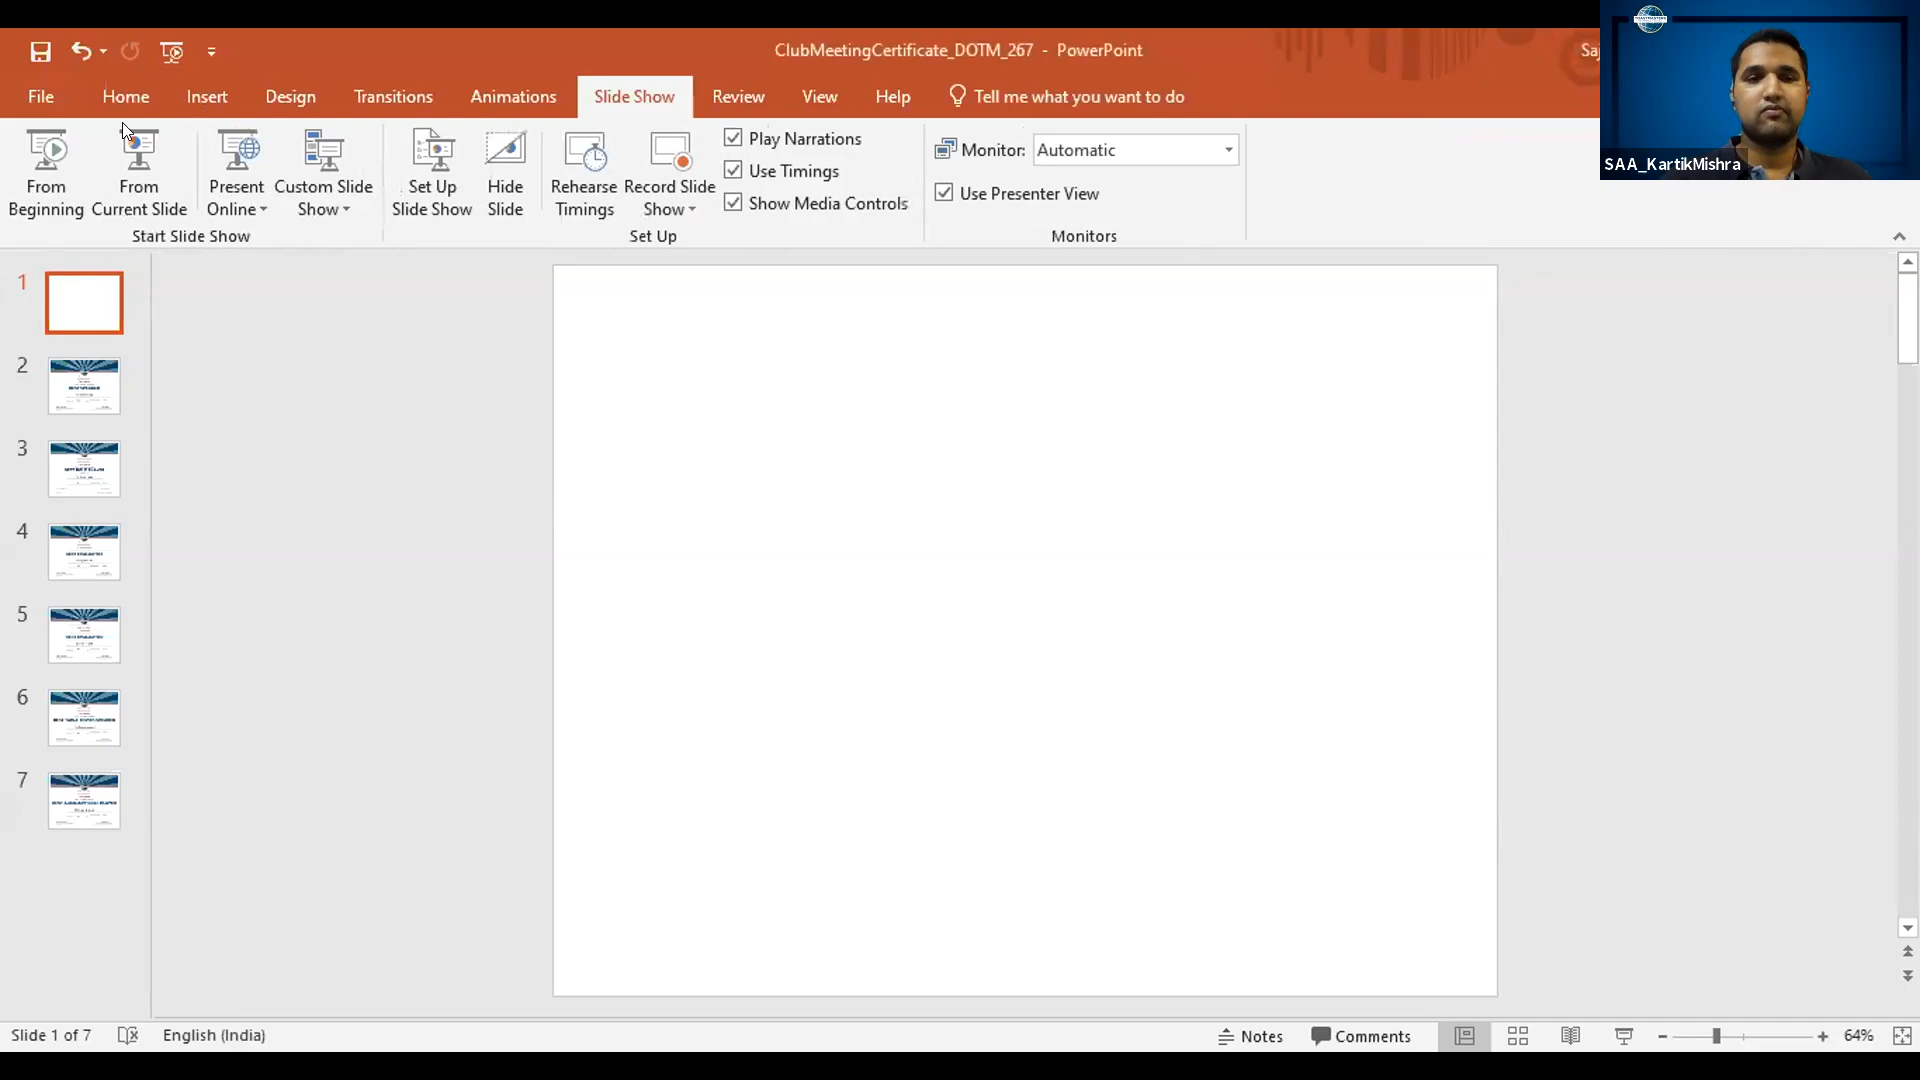 ClubMeetingCertificate_DOTM_267 - PowerPoint
File Home Insert Design Transitions Animations Slide Show Review View Help Tell me what you want to do
From Beginning
From Current Slide
Present Online
Custom Slide Show
Start Slide Show
Set Up Slide Show
Hide Slide
Rehearse Timings
Record Slide Show
Play Narrations
Use Timings
Show Media Controls
Set Up
Monitor: Automatic
Use Presenter View
Monitors
SAA_KartikMishra
1
2
3
4
5
6
7
Slide 1 of 7 English (India) Notes Comments 64%